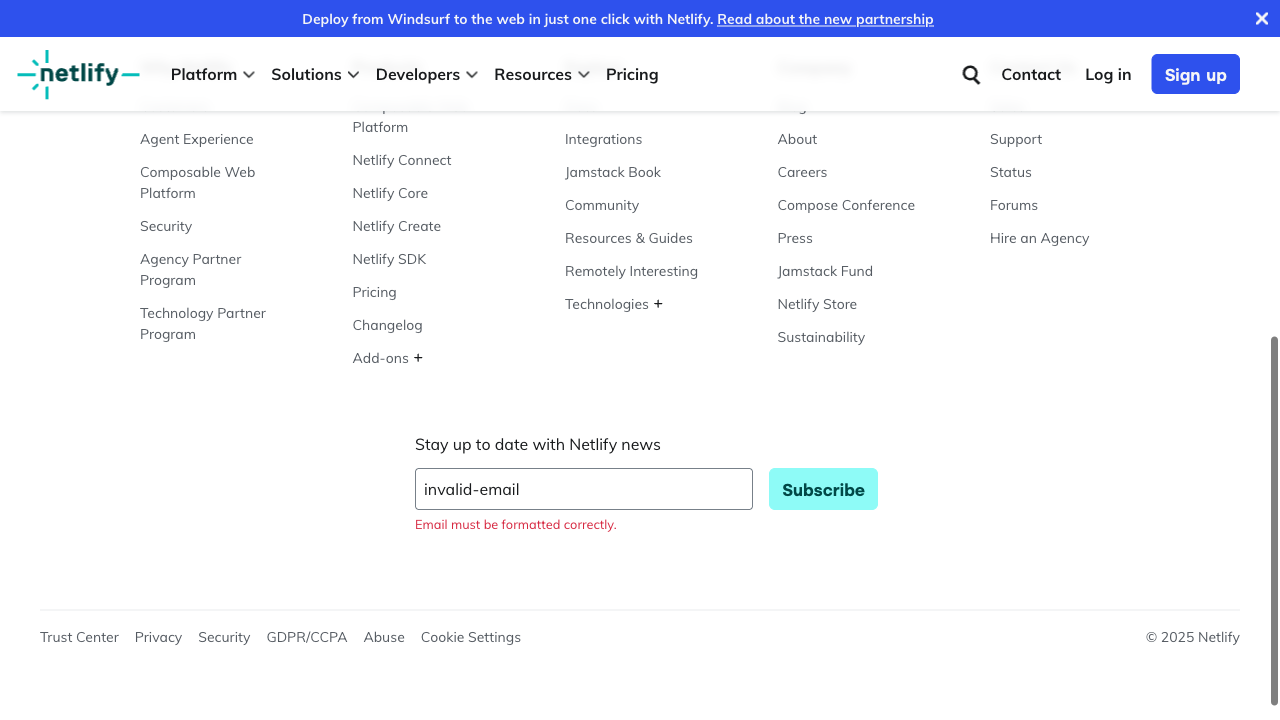 Deploy from Windsurf to the web in just one click with Netlify. Read about the new partnership
netlify
Platform
Solutions
Developers
Resources
Pricing
Contact
Log in
Sign up
Agent Experience
Composable Web
Platform
Security
Agency Partner
Program
Technology Partner
Program
Platform
Netlify Connect
Netlify Core
Netlify Create
Netlify SDK
Pricing
Changelog
Add-ons +
Integrations
Jamstack Book
Community
Resources & Guides
Remotely Interesting
Technologies +
About
Careers
Compose Conference
Press
Jamstack Fund
Netlify Store
Sustainability
Support
Status
Forums
Hire an Agency
Stay up to date with Netlify news
invalid-email
Subscribe
Email must be formatted correctly.
Trust Center
Privacy
Security
GDPR/CCPA
Abuse
Cookie Settings
© 2025 Netlify